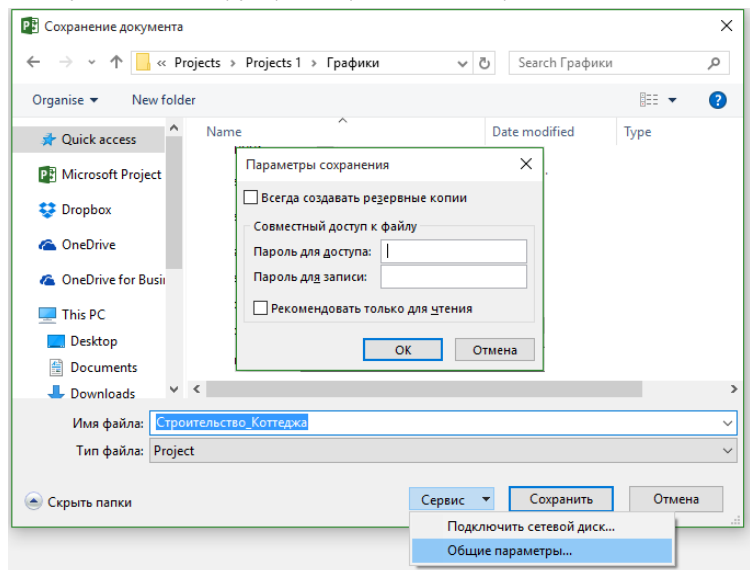 Сохранение документа
« Projects › Projects 1 › Графики
Search Графики
Organise
New folder
Name
Date modified
Type
Quick access
Microsoft Project
Dropbox
OneDrive
OneDrive for Busin
This PC
Desktop
Documents
Downloads
Параметры сохранения
Всегда создавать резервные копии
Совместный доступ к файлу
Пароль для доступа:
Пароль для записи:
Рекомендовать только для чтения
ОК
Отмена
Имя файла: Строительство_Коттеджа
Тип файла: Project
Скрыть папки
Сервис
Сохранить
Отмена
Подключить сетевой диск...
Общие параметры...